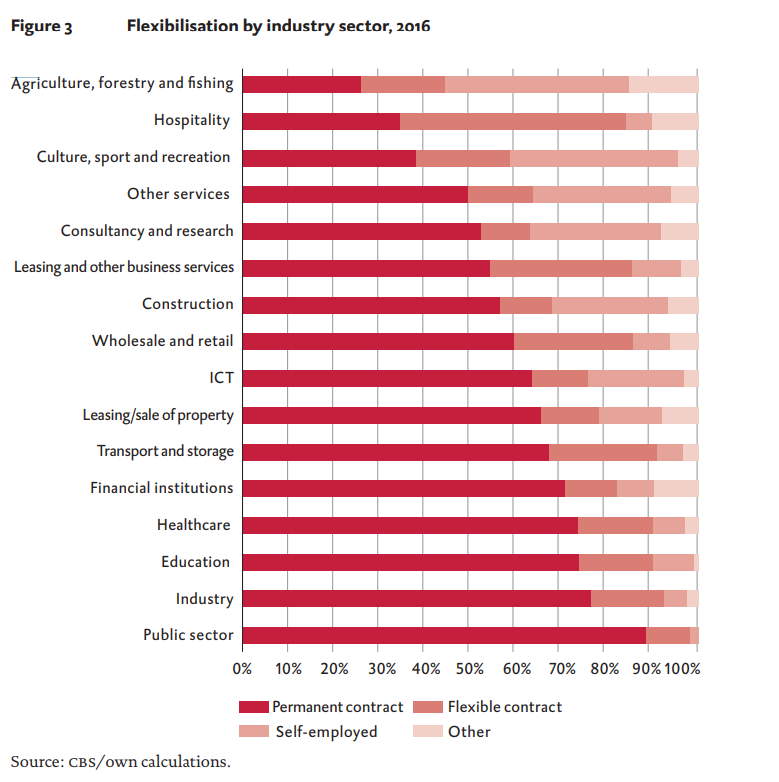 Figure 3 Flexibilisation by industry sector, 2016
Agriculture, forestry and fishing
Hospitality
Culture, sport and recreation
Other services
Consultancy and research
Leasing and other business services
Construction
Wholesale and retail
ICT
Leasing/sale of property
Transport and storage
Financial institutions
Healthcare
Education
Industry
Public sector
0% 10% 20% 30% 40% 50% 60% 70% 80% 90% 100%
Permanent contract Flexible contract
Self-employed Other
Source: CBS/own calculations.